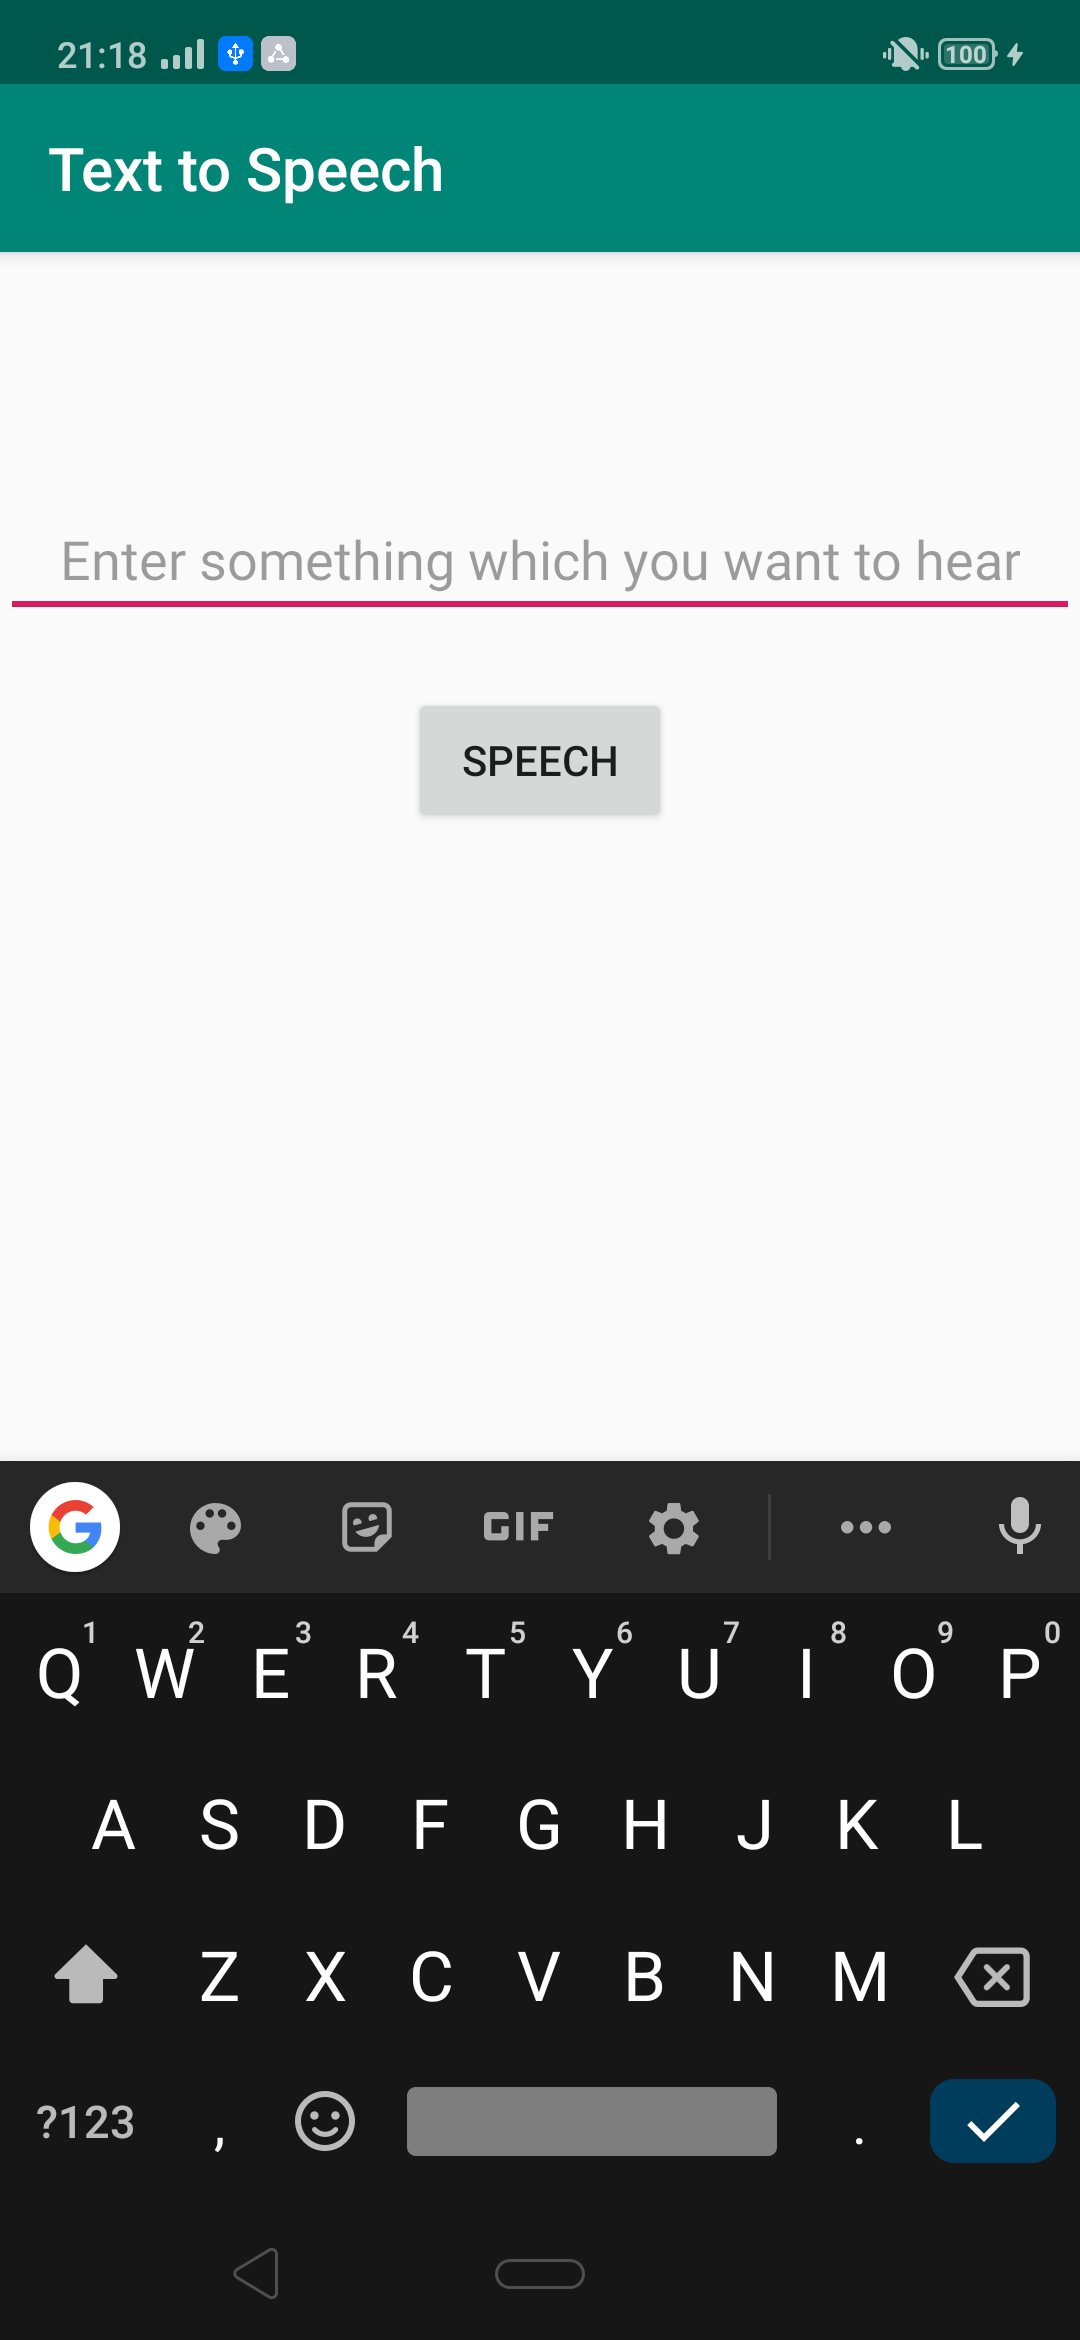 21:18 100
Text to Speech
Enter something which you want to hear
SPEECH
G GIF
1 2 3 4 5 6 7 8 9 0
Q W E R T Y U I O P
A S D F G H J K L
Z X C V B N M
?123 , .